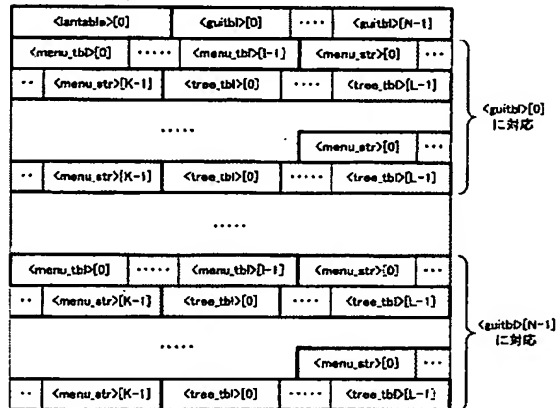 <lantable>[0] <guitbl>[0] ‥‥ <guitbl>[N-1]
<menu_tbl>[0] ‥‥‥ <menu_tbl>[J-1] <menu_str>[0] …
‥ <menu_str>[K-1] <tree_tbl>[0] ‥‥‥ <tree_tbl>[L-1]
‥‥‥
<menu_str>[0] …
‥ <menu_str>[K-1] <tree_tbl>[0] ‥‥‥ <tree_tbl>[L-1]
<guitbl>[0]
に対応
‥‥‥
<menu_tbl>[0] ‥‥‥ <menu_tbl>[J-1] <menu_str>[0] …
‥ <menu_str>[K-1] <tree_tbl>[0] ‥‥ <tree_tbl>[L-1]
‥‥‥
<menu_str>[0] …
‥ <menu_str>[K-1] <tree_tbl>[0] ‥‥‥ <tree_tbl>[L-1]
<guitbl>[N-1]
に対応